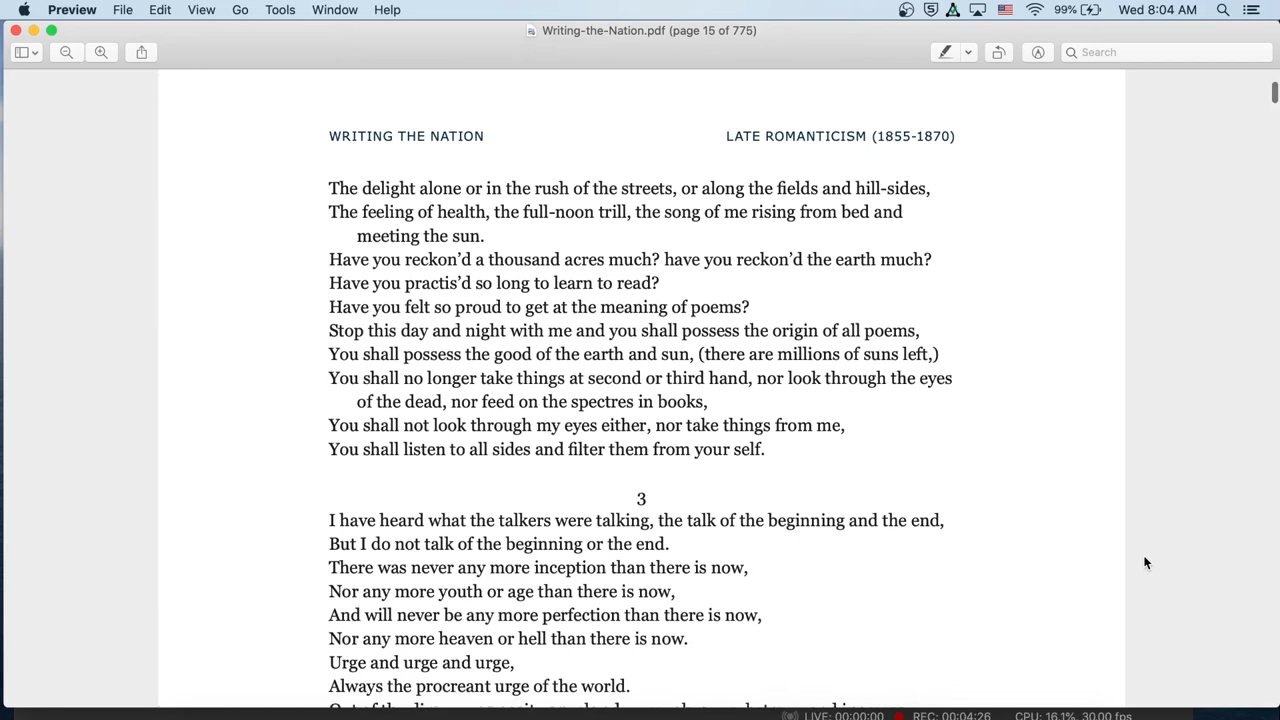 Preview File Edit View Go Tools Window Help 99% Wed 8:04 AM
Writing-the-Nation.pdf (page 15 of 775)
Search
WRITING THE NATION LATE ROMANTICISM (1855-1870)
The delight alone or in the rush of the streets, or along the fields and hill-sides,
The feeling of health, the full-noon trill, the song of me rising from bed and
meeting the sun.
Have you reckon’d a thousand acres much? have you reckon’d the earth much?
Have you practis’d so long to learn to read?
Have you felt so proud to get at the meaning of poems?
Stop this day and night with me and you shall possess the origin of all poems,
You shall possess the good of the earth and sun, (there are millions of suns left,)
You shall no longer take things at second or third hand, nor look through the eyes
of the dead, nor feed on the spectres in books,
You shall not look through my eyes either, nor take things from me,
You shall listen to all sides and filter them from your self.
3
I have heard what the talkers were talking, the talk of the beginning and the end,
But I do not talk of the beginning or the end.
There was never any more inception than there is now,
Nor any more youth or age than there is now,
And will never be any more perfection than there is now,
Nor any more heaven or hell than there is now.
Urge and urge and urge,
Always the procreant urge of the world.
LIVE: 00:00:00 REC: 00:04:26 CPU: 16.1%, 30.00 fps